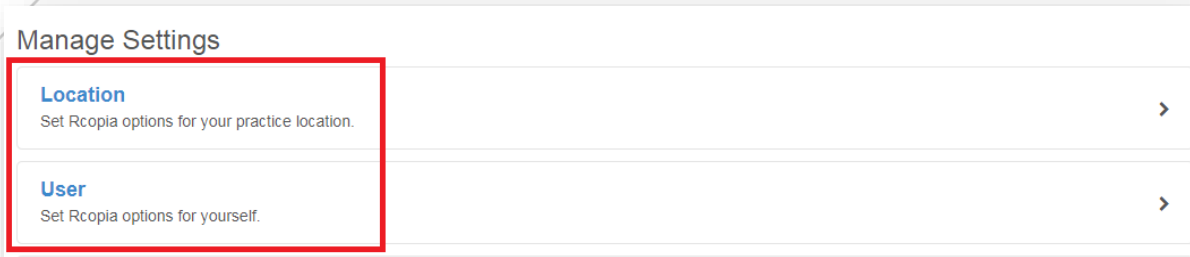 Manage Settings
Location
Set Rcopia options for your practice location.
User
Set Rcopia options for yourself.